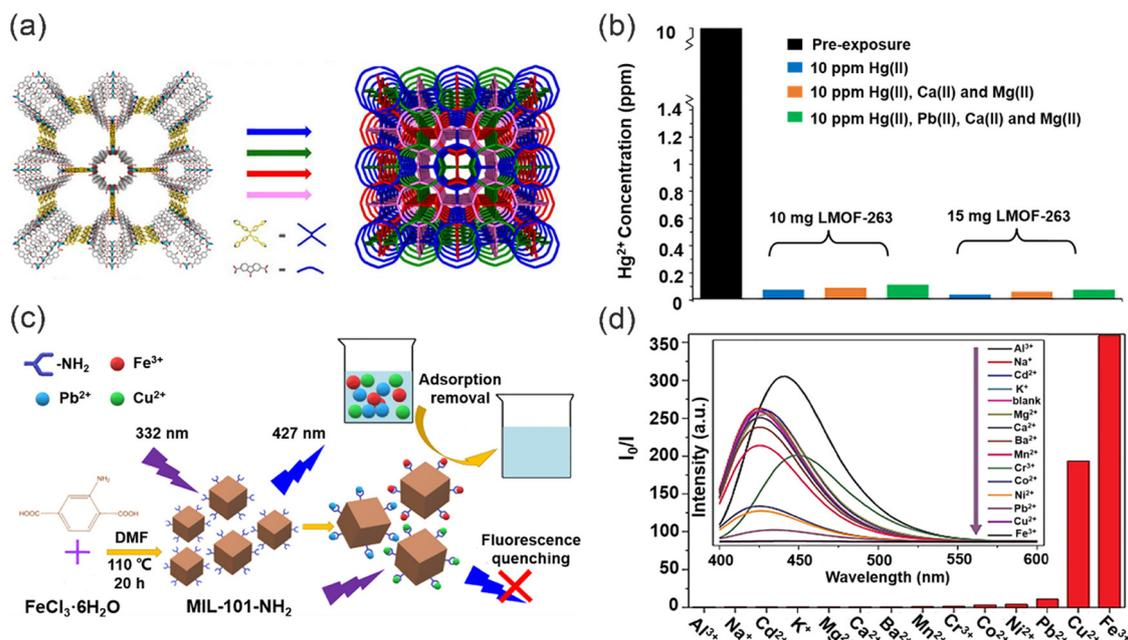 (a)
(b)
10
1.4
1.2
1
0.8
0.6
0.4
0.2
0
Hg2+ Concentration (ppm)
Pre-exposure
10 ppm Hg(II)
10 ppm Hg(II), Ca(II) and Mg(II)
10 ppm Hg(II), Pb(II), Ca(II) and Mg(II)
10 mg LMOF-263
15 mg LMOF-263
(c)
-NH2
Fe3+
Pb2+
Cu2+
332 nm
427 nm
Adsorption
removal
NH2
HOOC
COOH
DMF
110 ℃
20 h
FeCl3·6H2O
MIL-101-NH2
Fluorescence
quenching
(d)
350
300
250
200
150
100
50
0
I0/I
Intensity (a.u.)
Al3+
Na+
Cd2+
K+
blank
Mg2+
Ca2+
Ba2+
Mn2+
Cr3+
Co2+
Ni2+
Pb2+
Cu2+
Fe3+
400 450 500 550 600
Wavelength (nm)
Al3+ Na+ Cd2+ K+ Mg2+ Ca2+ Ba2+ Mn2+ Cr3+ Co2+ Ni2+ Pb2+ Cu2+ Fe3+